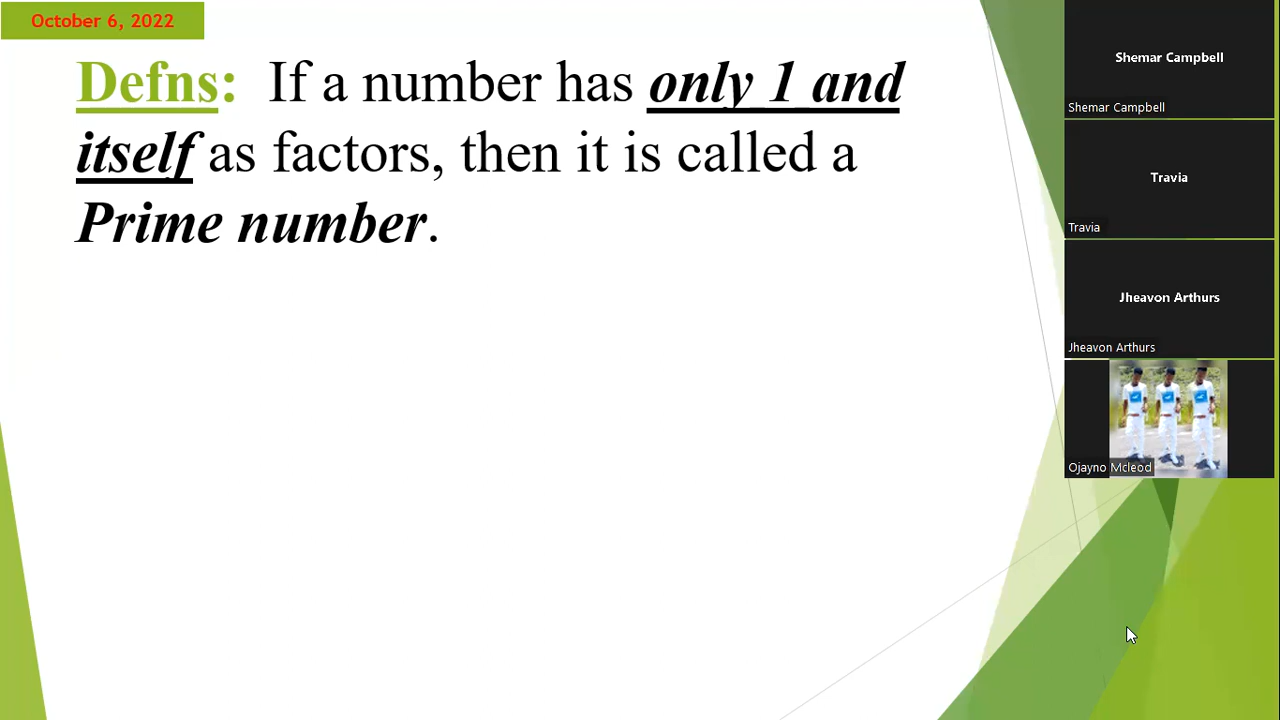 October 6, 2022
Defns: If a number has only 1 and
itself as factors, then it is called a
Prime number.
Shemar Campbell
Shemar Campbell
Travia
Travia
Jheavon Arthurs
Jheavon Arthurs
Ojayno Mcleod